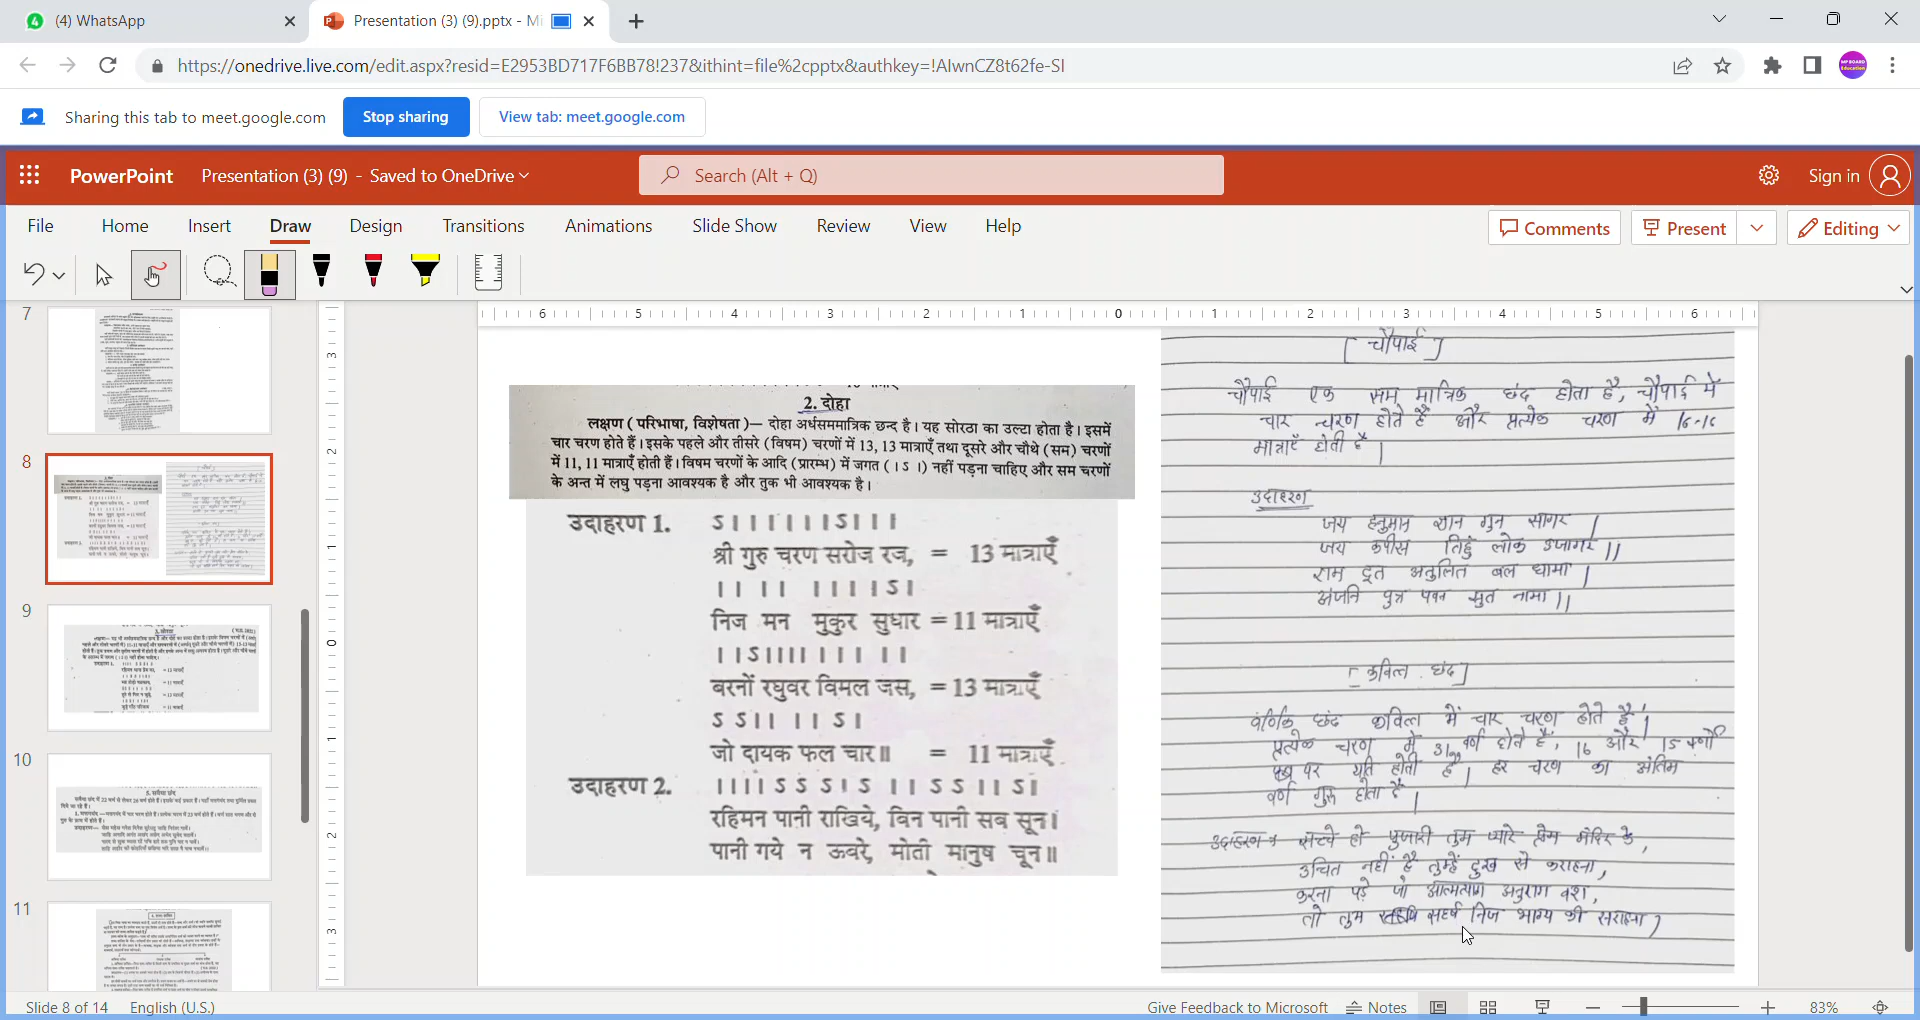 (4) WhatsApp
Presentation (3) (9).pptx - Mi
https://onedrive.live.com/edit.aspx?resid=E2953BD717F6BB78!237&ithint=file%2cpptx&authkey=!AIwnCZ8t62fe-SI
Sharing this tab to meet.google.com
Stop sharing
View tab: meet.google.com
PowerPoint
Presentation (3) (9) - Saved to OneDrive
Search (Alt + Q)
Sign in
File Home Insert Draw Design Transitions Animations Slide Show Review View Help
Comments
Present
Editing
7
8
9
10
11
2. दोहा
लक्षण ( परिभाषा, विशेषता )— दोहा अर्धसममात्रिक छन्द है। यह सोरठा का उल्टा होता है। इसमें
चार चरण होते हैं। इसके पहले और तीसरे (विषम) चरणों में 13, 13 मात्राएँ तथा दूसरे और चौथे (सम) चरणों
में 11, 11 मात्राएँ होती हैं। विषम चरणों के आदि (प्रारम्भ) में जगत ( । ऽ । ) नहीं पड़ना चाहिए और सम चरणों
के अन्त में लघु पड़ना आवश्यक है और तुक भी आवश्यक है।
उदाहरण 1. ऽ । । । । । । ऽ । । ।
श्री गुरु चरण सरोज रज, = 13 मात्राएँ
। । । । । । । । ऽ ।
निज मन मुकुर सुधार = 11 मात्राएँ
। । ऽ । । । । । । । । ।
बरनों रघुवर विमल जस, = 13 मात्राएँ
ऽ ऽ । । । । ऽ ।
जो दायक फल चार॥ = 11 मात्राएँ
उदाहरण 2. । । । । ऽ ऽ ऽ । ऽ । । ऽ ऽ । । ऽ ।
रहिमन पानी राखिये, विन पानी सब सून।
पानी गये न ऊवरे, मोती मानुष चून॥
[ चौपाई ]
चौपाई एक सम मात्रिक छंद होता है, चौपाई में
चार चरण होते हैं और प्रत्येक चरण में 16-16
मात्राएँ होती है |
उदाहरण
जय हनुमान ज्ञान गुन सागर |
जय कपीस तिहुं लोक उजागर ||
राम दूत अतुलित बल धामा |
अंजनि पुत्र पवन सुत नामा ||
[ कवित्त छंद ]
वर्णिक छंद कवित्त में चार चरण होते हैं |
प्रत्येक चरण में 31 वर्ण होते हैं, 16 और 15 वर्णों
पर यति होती है | हर चरण का अंतिम
वर्ण गुरू होता है |
उदाहरण सच्चे हो पुजारी तुम प्यारे प्रेम मंदिर के,
उचित नहीं है तुम्हें दुख से कराहना,
करना पड़े जो आत्मत्याग अनुराग वश,
तो तुम सहर्ष निज भाग्य की सराहना |
Slide 8 of 14 English (U.S.)
Give Feedback to Microsoft Notes 83%